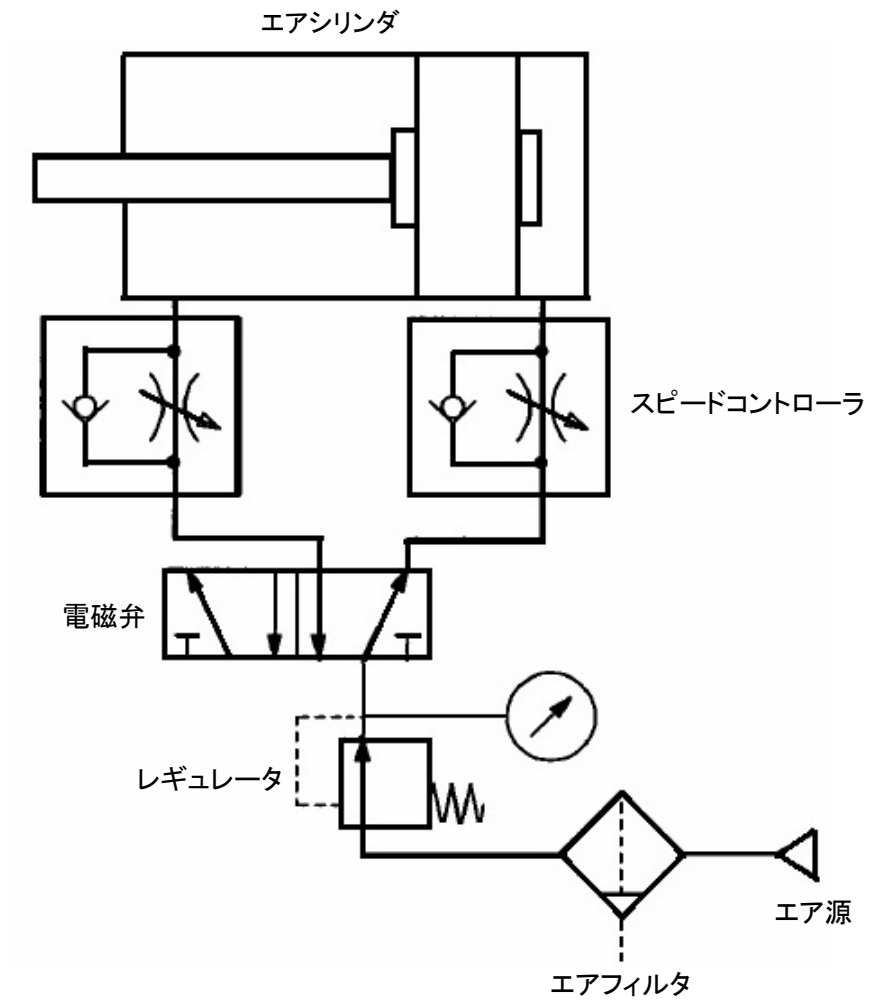 エアシリンダ
スピードコントローラ
電磁弁
レギュレータ
エア源
エアフィルタ